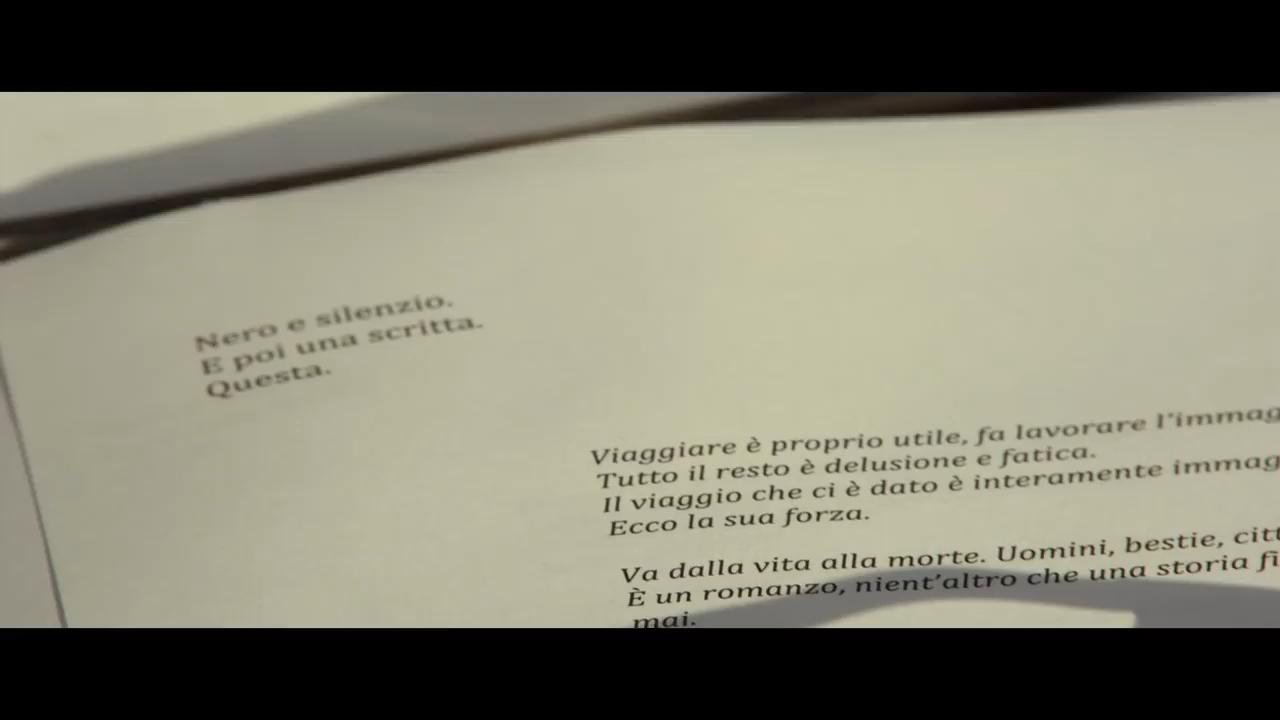 Nero e silenzio.
E poi una scritta.
Questa.
Viaggiare è proprio utile, fa lavorare l'immag
Tutto il resto è delusione e fatica.
Il viaggio che ci è dato è interamente immag
Ecco la sua forza.
Va dalla vita alla morte. Uomini, bestie, citt
È un romanzo, nient'altro che una storia fi
mai.